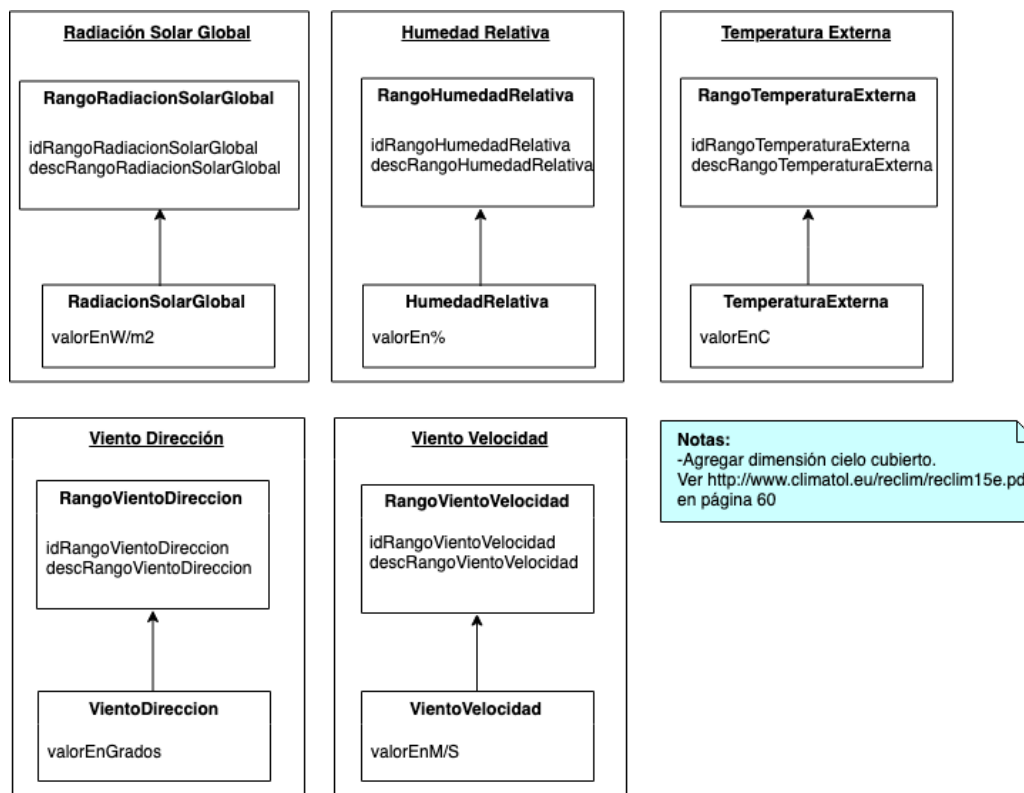 Radiación Solar Global
RangoRadiacionSolarGlobal
idRangoRadiacionSolarGlobal
descRangoRadiacionSolarGlobal
RadiacionSolarGlobal
valorEnW/m2
Humedad Relativa
RangoHumedadRelativa
idRangoHumedadRelativa
descRangoHumedadRelativa
HumedadRelativa
valorEn%
Temperatura Externa
RangoTemperaturaExterna
idRangoTemperaturaExterna
descRangoTemperaturaExterna
TemperaturaExterna
valorEnC
Viento Dirección
RangoVientoDireccion
idRangoVientoDireccion
descRangoVientoDireccion
VientoDireccion
valorEnGrados
Viento Velocidad
RangoVientoVelocidad
idRangoVientoVelocidad
descRangoVientoVelocidad
VientoVelocidad
valorEnM/S
Notas:
-Agregar dimensión cielo cubierto.
Ver http://www.climatol.eu/reclim/reclim15e.pd
en página 60